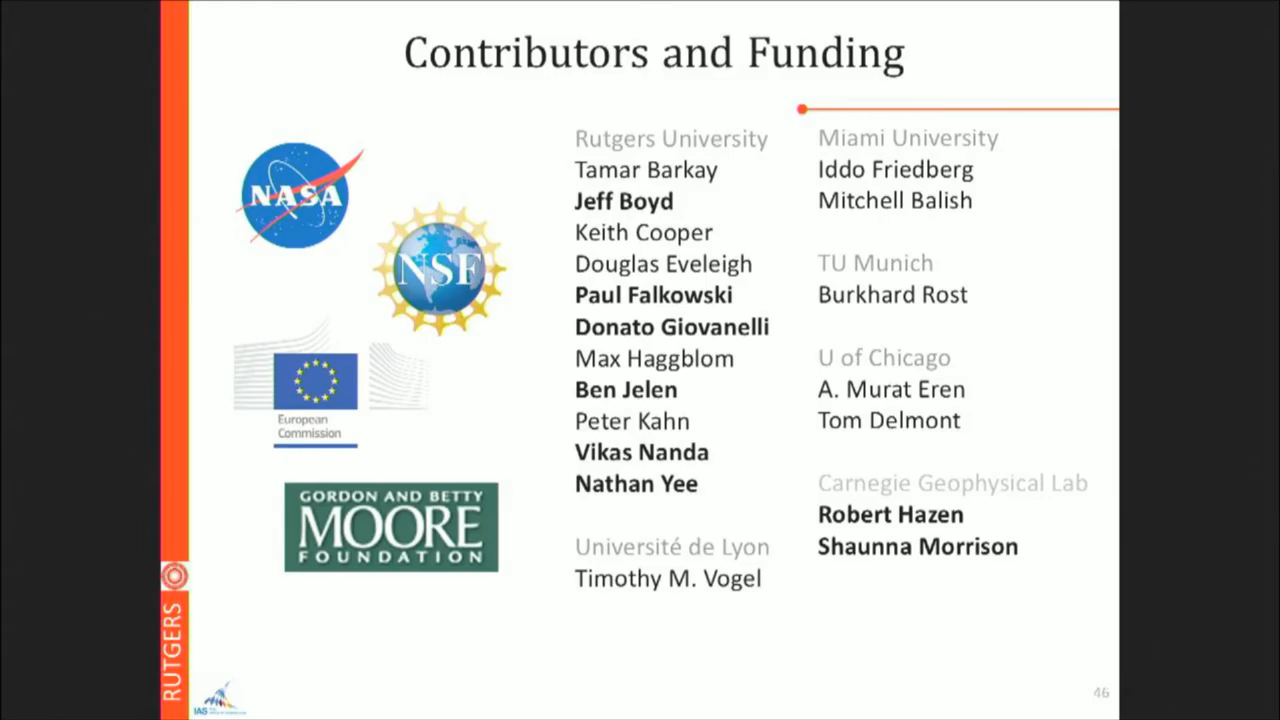 Contributors and Funding
NASA
NSF
European
Commission
GORDON AND BETTY
MOORE
FOUNDATION
Rutgers University
Tamar Barkay
Jeff Boyd
Keith Cooper
Douglas Eveleigh
Paul Falkowski
Donato Giovanelli
Max Haggblom
Ben Jelen
Peter Kahn
Vikas Nanda
Nathan Yee
Université de Lyon
Timothy M. Vogel
Miami University
Iddo Friedberg
Mitchell Balish
TU Munich
Burkhard Rost
U of Chicago
A. Murat Eren
Tom Delmont
Carnegie Geophysical Lab
Robert Hazen
Shaunna Morrison
RUTGERS
IAS
46